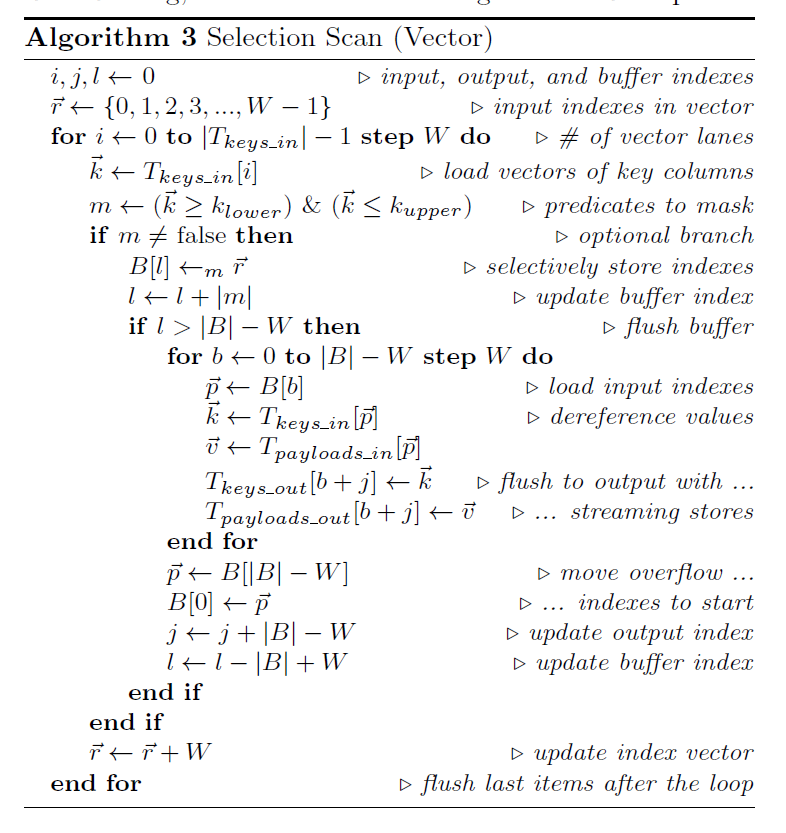 Algorithm 3 Selection Scan (Vector)
i, j, l ← 0 ▷ input, output, and buffer indexes
r⃗ ← {0, 1, 2, 3, ..., W − 1} ▷ input indexes in vector
for i ← 0 to |T_keys_in| − 1 step W do ▷ # of vector lanes
k⃗ ← T_keys_in[i] ▷ load vectors of key columns
m ← (k⃗ ≥ k_lower) & (k⃗ ≤ k_upper) ▷ predicates to mask
if m ≠ false then ▷ optional branch
B[l] ←_m r⃗ ▷ selectively store indexes
l ← l + |m| ▷ update buffer index
if l > |B| − W then ▷ flush buffer
for b ← 0 to |B| − W step W do
p⃗ ← B[b] ▷ load input indexes
k⃗ ← T_keys_in[p⃗] ▷ dereference values
v⃗ ← T_payloads_in[p⃗]
T_keys_out[b + j] ← k⃗ ▷ flush to output with ...
T_payloads_out[b + j] ← v⃗ ▷ ... streaming stores
end for
p⃗ ← B[|B| − W] ▷ move overflow ...
B[0] ← p⃗ ▷ ... indexes to start
j ← j + |B| − W ▷ update output index
l ← l − |B| + W ▷ update buffer index
end if
end if
r⃗ ← r⃗ + W ▷ update index vector
end for ▷ flush last items after the loop